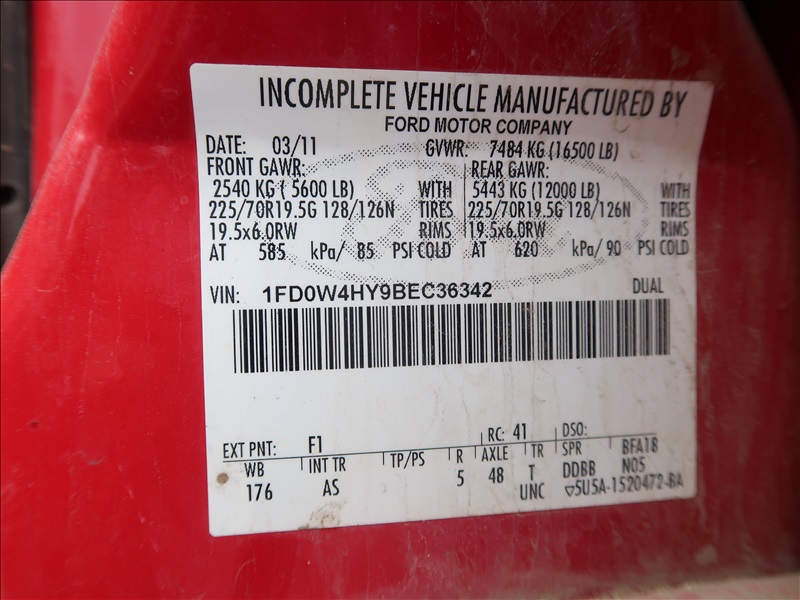 INCOMPLETE VEHICLE MANUFACTURED BY
FORD MOTOR COMPANY
DATE: 03/11 GVWR: 7484 KG (16500 LB)
FRONT GAWR: REAR GAWR:
2540 KG( 5600 LB) WITH 5443 KG (12000 LB) WITH
225/70R19.5G 128/126N TIRES 225/70R19.5G 128/126N TIRES
19.5x6.0RW RIMS 19.5x6.0RW RIMS
AT 585 kPa/ 85 PSI COLD AT 620 kPa/ 90 PSI COLD
VIN: 1FD0W4HY9BEC36342 DUAL
EXT PNT: F1 RC: 41 DSO:
WB INT TR TP/PS R AXLE TR SPR BFA18
176 AS 5 48 T DDBB N05
UNC ▽5U5A-1520472-BA